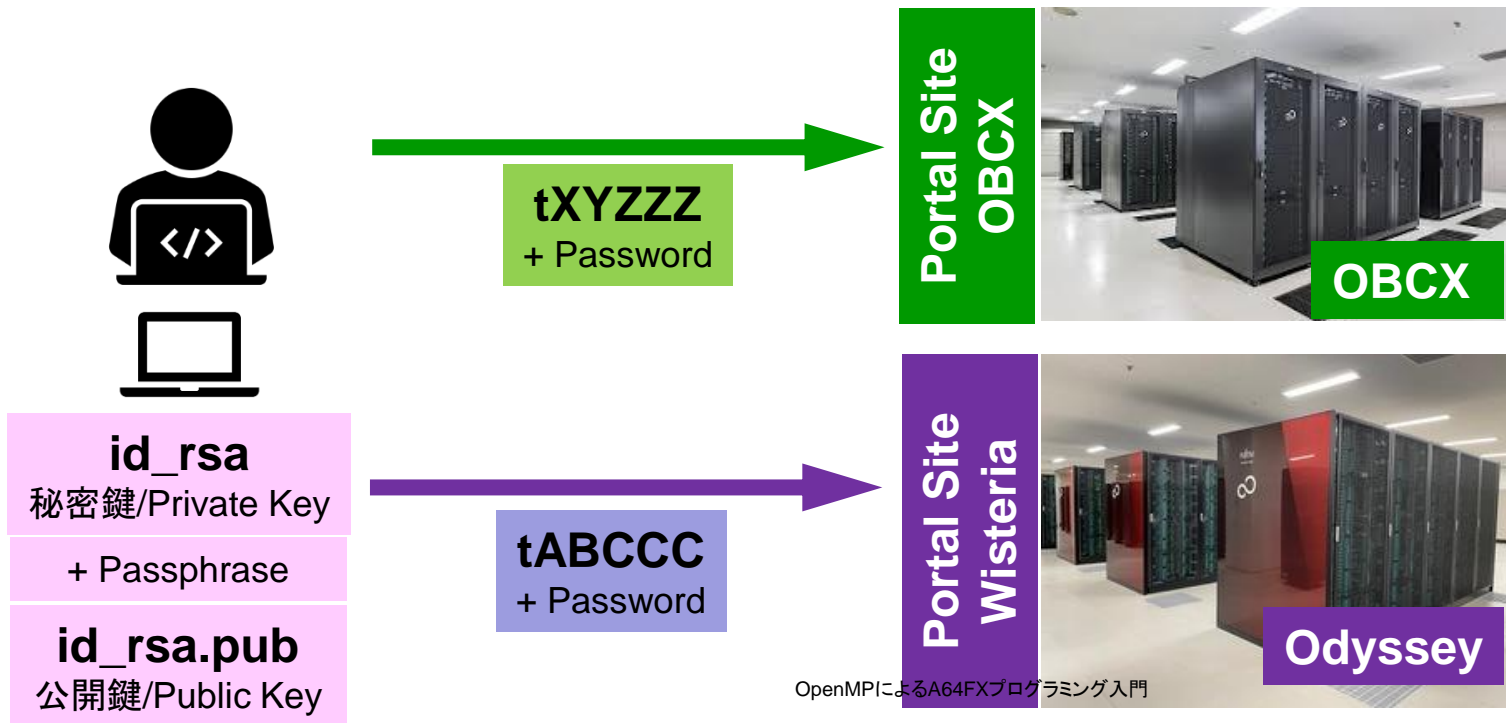 </>
id_rsa
秘密鍵/Private Key
+ Passphrase
id_rsa.pub
公開鍵/Public Key
tXYZZZ
+ Password
tABCCC
+ Password
Portal Site
OBCX
OBCX
Portal Site
Wisteria
Odyssey
OpenMPによるA64FXプログラミング入門